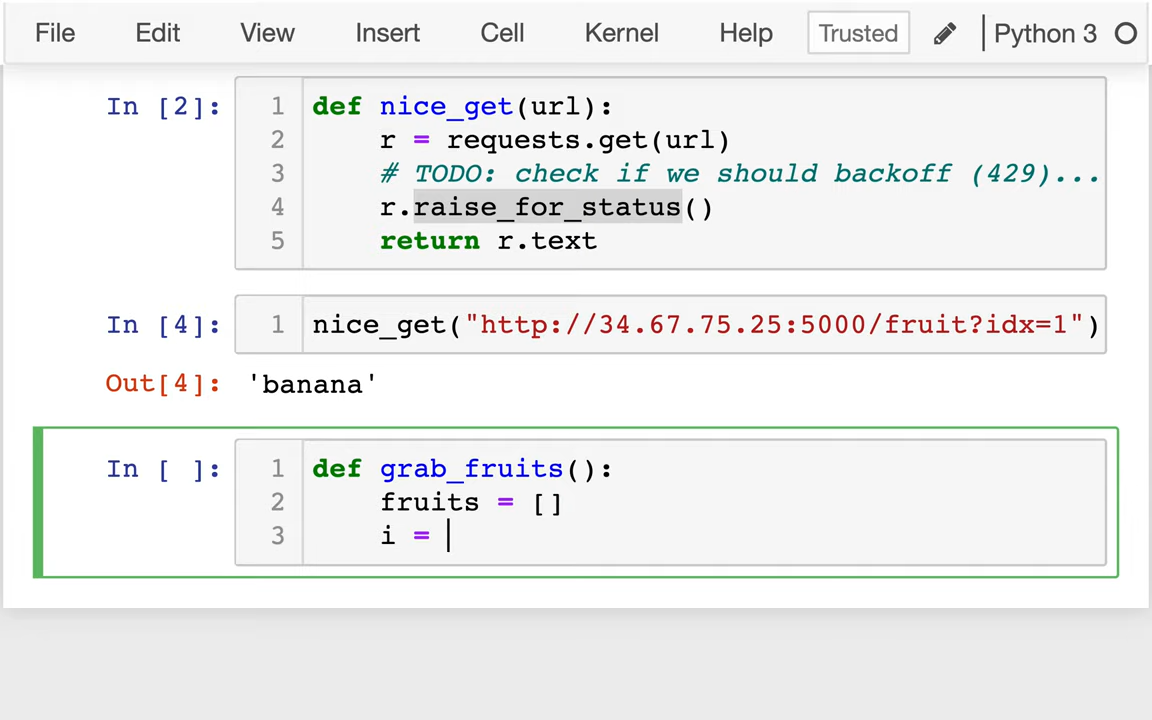 File Edit View Insert Cell Kernel Help Trusted Python 3
In [2]:
1 def nice_get(url):
2 r = requests.get(url)
3 # TODO: check if we should backoff (429)...
4 r.raise_for_status()
5 return r.text
In [4]: 1 nice_get("http://34.67.75.25:5000/fruit?idx=1")
Out[4]: 'banana'
In [ ]:
1 def grab_fruits():
2 fruits = []
3 i =